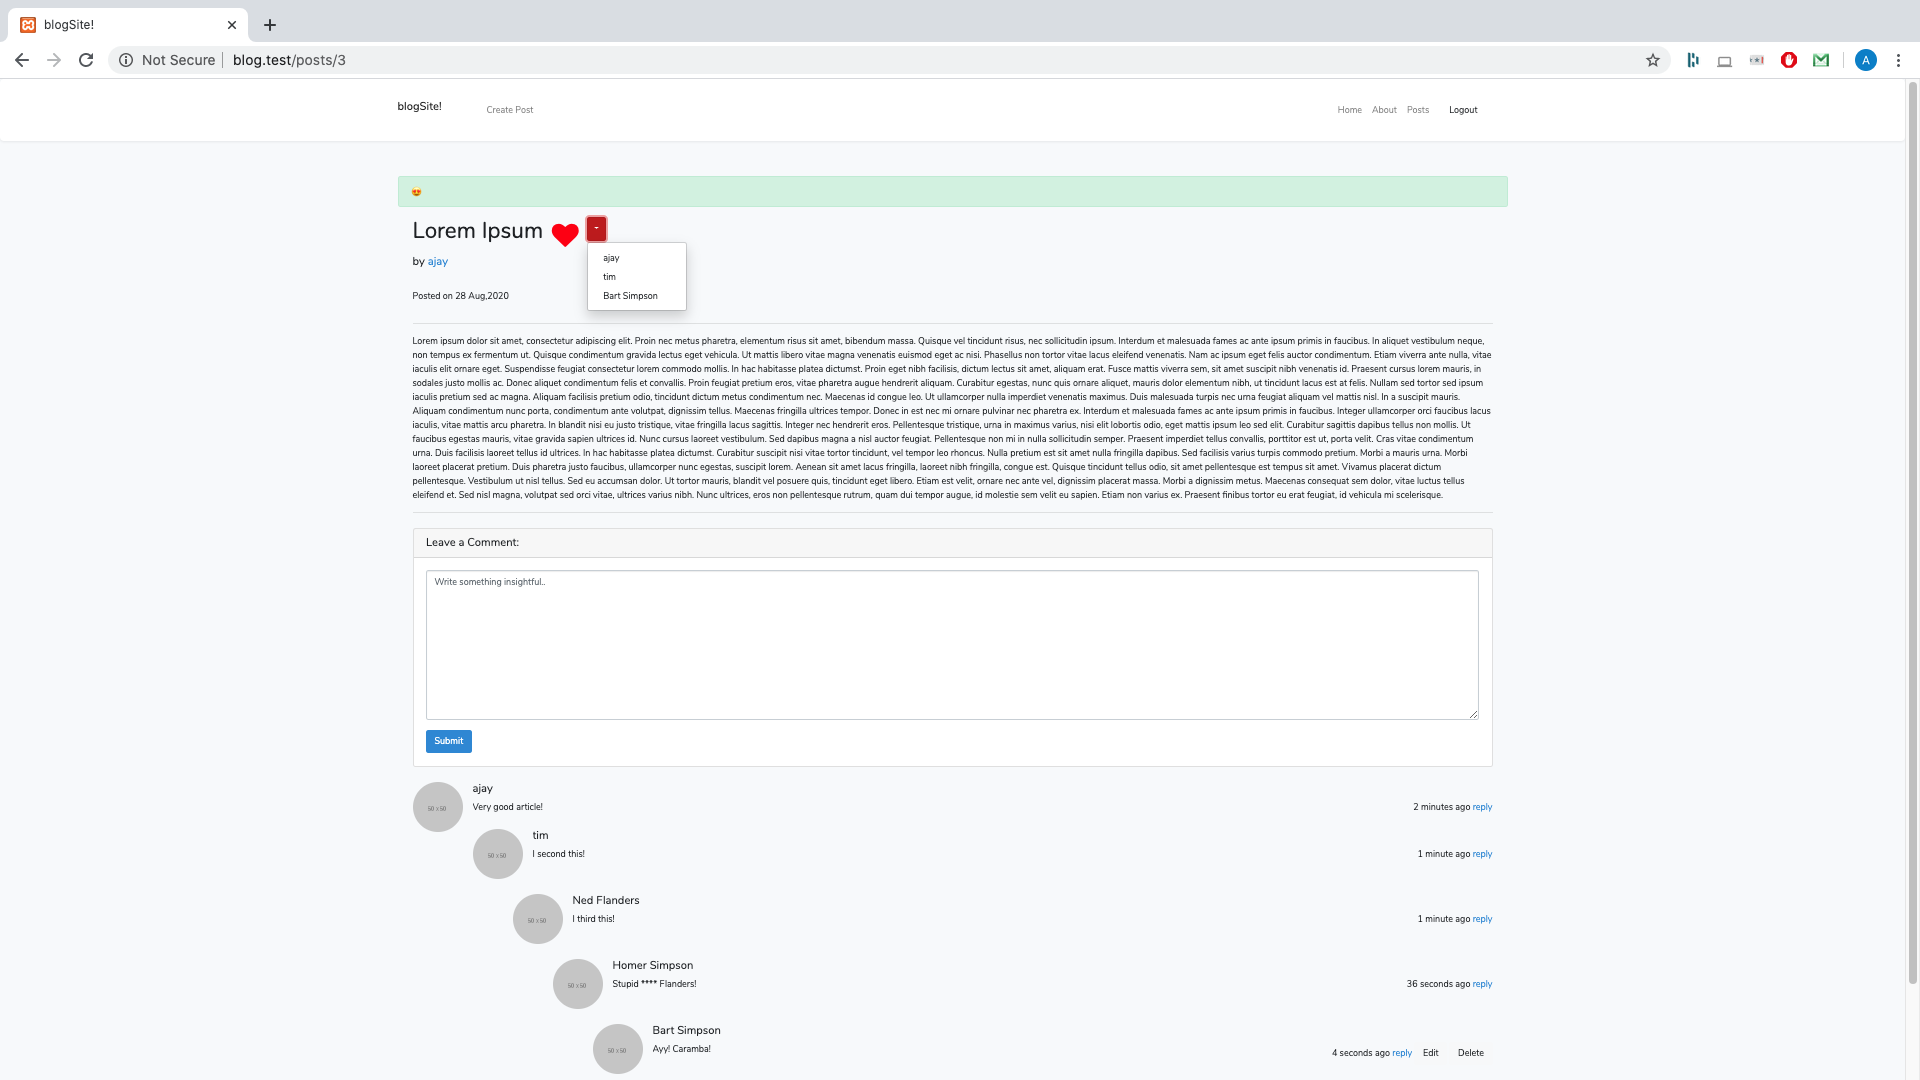 blogSite!
Not Secure
blog.test/posts/3
A
blogSite!
Create Post
Home
About
Posts
Logout
Lorem Ipsum
by ajay
ajay
tim
Bart Simpson
Posted on 28 Aug,2020
Lorem ipsum dolor sit amet, consectetur adipiscing elit. Proin nec metus pharetra, elementum risus sit amet, bibendum massa. Quisque vel tincidunt risus, nec sollicitudin ipsum. Interdum et malesuada fames ac ante ipsum primis in faucibus. In aliquet vestibulum neque,
non tempus ex fermentum ut. Quisque condimentum gravida lectus eget vehicula. Ut mattis libero vitae magna venenatis euismod eget ac nisi. Phasellus non tortor vitae lacus eleifend venenatis. Nam ac ipsum eget felis auctor condimentum. Etiam viverra ante nulla, vitae
iaculis elit ornare eget. Suspendisse feugiat consectetur lorem commodo mollis. In hac habitasse platea dictumst. Proin eget nibh facilisis, dictum lectus sit amet, aliquam erat. Fusce mattis viverra sem, sit amet suscipit nibh venenatis id. Praesent cursus lorem mauris, in
sodales justo mollis ac. Donec aliquet condimentum felis et convallis. Proin feugiat pretium eros, vitae pharetra augue hendrerit aliquam. Curabitur egestas, nunc quis ornare aliquet, mauris dolor elementum nibh, ut tincidunt lacus est at felis. Nullam sed tortor sed ipsum
iaculis pretium sed ac magna. Aliquam facilisis pretium odio, tincidunt dictum metus condimentum nec. Maecenas id congue leo. Ut ullamcorper nulla imperdiet venenatis maximus. Duis malesuada turpis nec urna feugiat aliquam vel mattis nisl. In a suscipit mauris.
Aliquam condimentum nunc porta, condimentum ante volutpat, dignissim tellus. Maecenas fringilla ultrices tempor. Donec in est nec mi ornare pulvinar nec pharetra ex. Interdum et malesuada fames ac ante ipsum primis in faucibus. Integer ullamcorper orci faucibus lacus
iaculis, vitae mattis arcu pharetra. In blandit nisi eu justo tristique, vitae fringilla lacus sagittis. Integer nec hendrerit eros. Pellentesque tristique, urna in maximus varius, nisi elit lobortis odio, eget mattis ipsum leo sed elit. Curabitur sagittis dapibus tellus non mollis. Ut
faucibus egestas mauris, vitae gravida sapien ultrices id. Nunc cursus laoreet vestibulum. Sed dapibus magna a nisl auctor feugiat. Pellentesque non mi in nulla sollicitudin semper. Praesent imperdiet tellus convallis, porttitor est ut, porta velit. Cras vitae condimentum
urna. Duis facilisis laoreet tellus id ultrices. In hac habitasse platea dictumst. Curabitur suscipit nisi vitae tortor tincidunt, vel tempor leo rhoncus. Nulla pretium est sit amet nulla fringilla dapibus. Sed facilisis varius turpis commodo pretium. Morbi a mauris urna. Morbi
laoreet placerat pretium. Duis pharetra justo faucibus, ullamcorper nunc egestas, suscipit lorem. Aenean sit amet lacus fringilla, laoreet nibh fringilla, congue est. Quisque tincidunt tellus odio, sit amet pellentesque est tempus sit amet. Vivamus placerat dictum
pellentesque. Vestibulum ut nisl tellus. Sed eu accumsan dolor. Ut tortor mauris, blandit vel posuere quis, tincidunt eget libero. Etiam est velit, ornare nec ante vel, dignissim placerat massa. Morbi a dignissim metus. Maecenas consequat sem dolor, vitae luctus tellus
eleifend et. Sed nisl magna, volutpat sed orci vitae, ultrices varius nibh. Nunc ultrices, eros non pellentesque rutrum, quam dui tempor augue, id molestie sem velit eu sapien. Etiam non varius ex. Praesent finibus tortor eu erat feugiat, id vehicula mi scelerisque.
Leave a Comment:
Write something insightful..
Submit
50 x 50
ajay
Very good article!
2 minutes ago reply
50 x 50
tim
I second this!
1 minute ago reply
50 x 50
Ned Flanders
I third this!
1 minute ago reply
50 x 50
Homer Simpson
Stupid **** Flanders!
36 seconds ago reply
50 x 50
Bart Simpson
Ayy! Caramba!
4 seconds ago reply
Edit
Delete